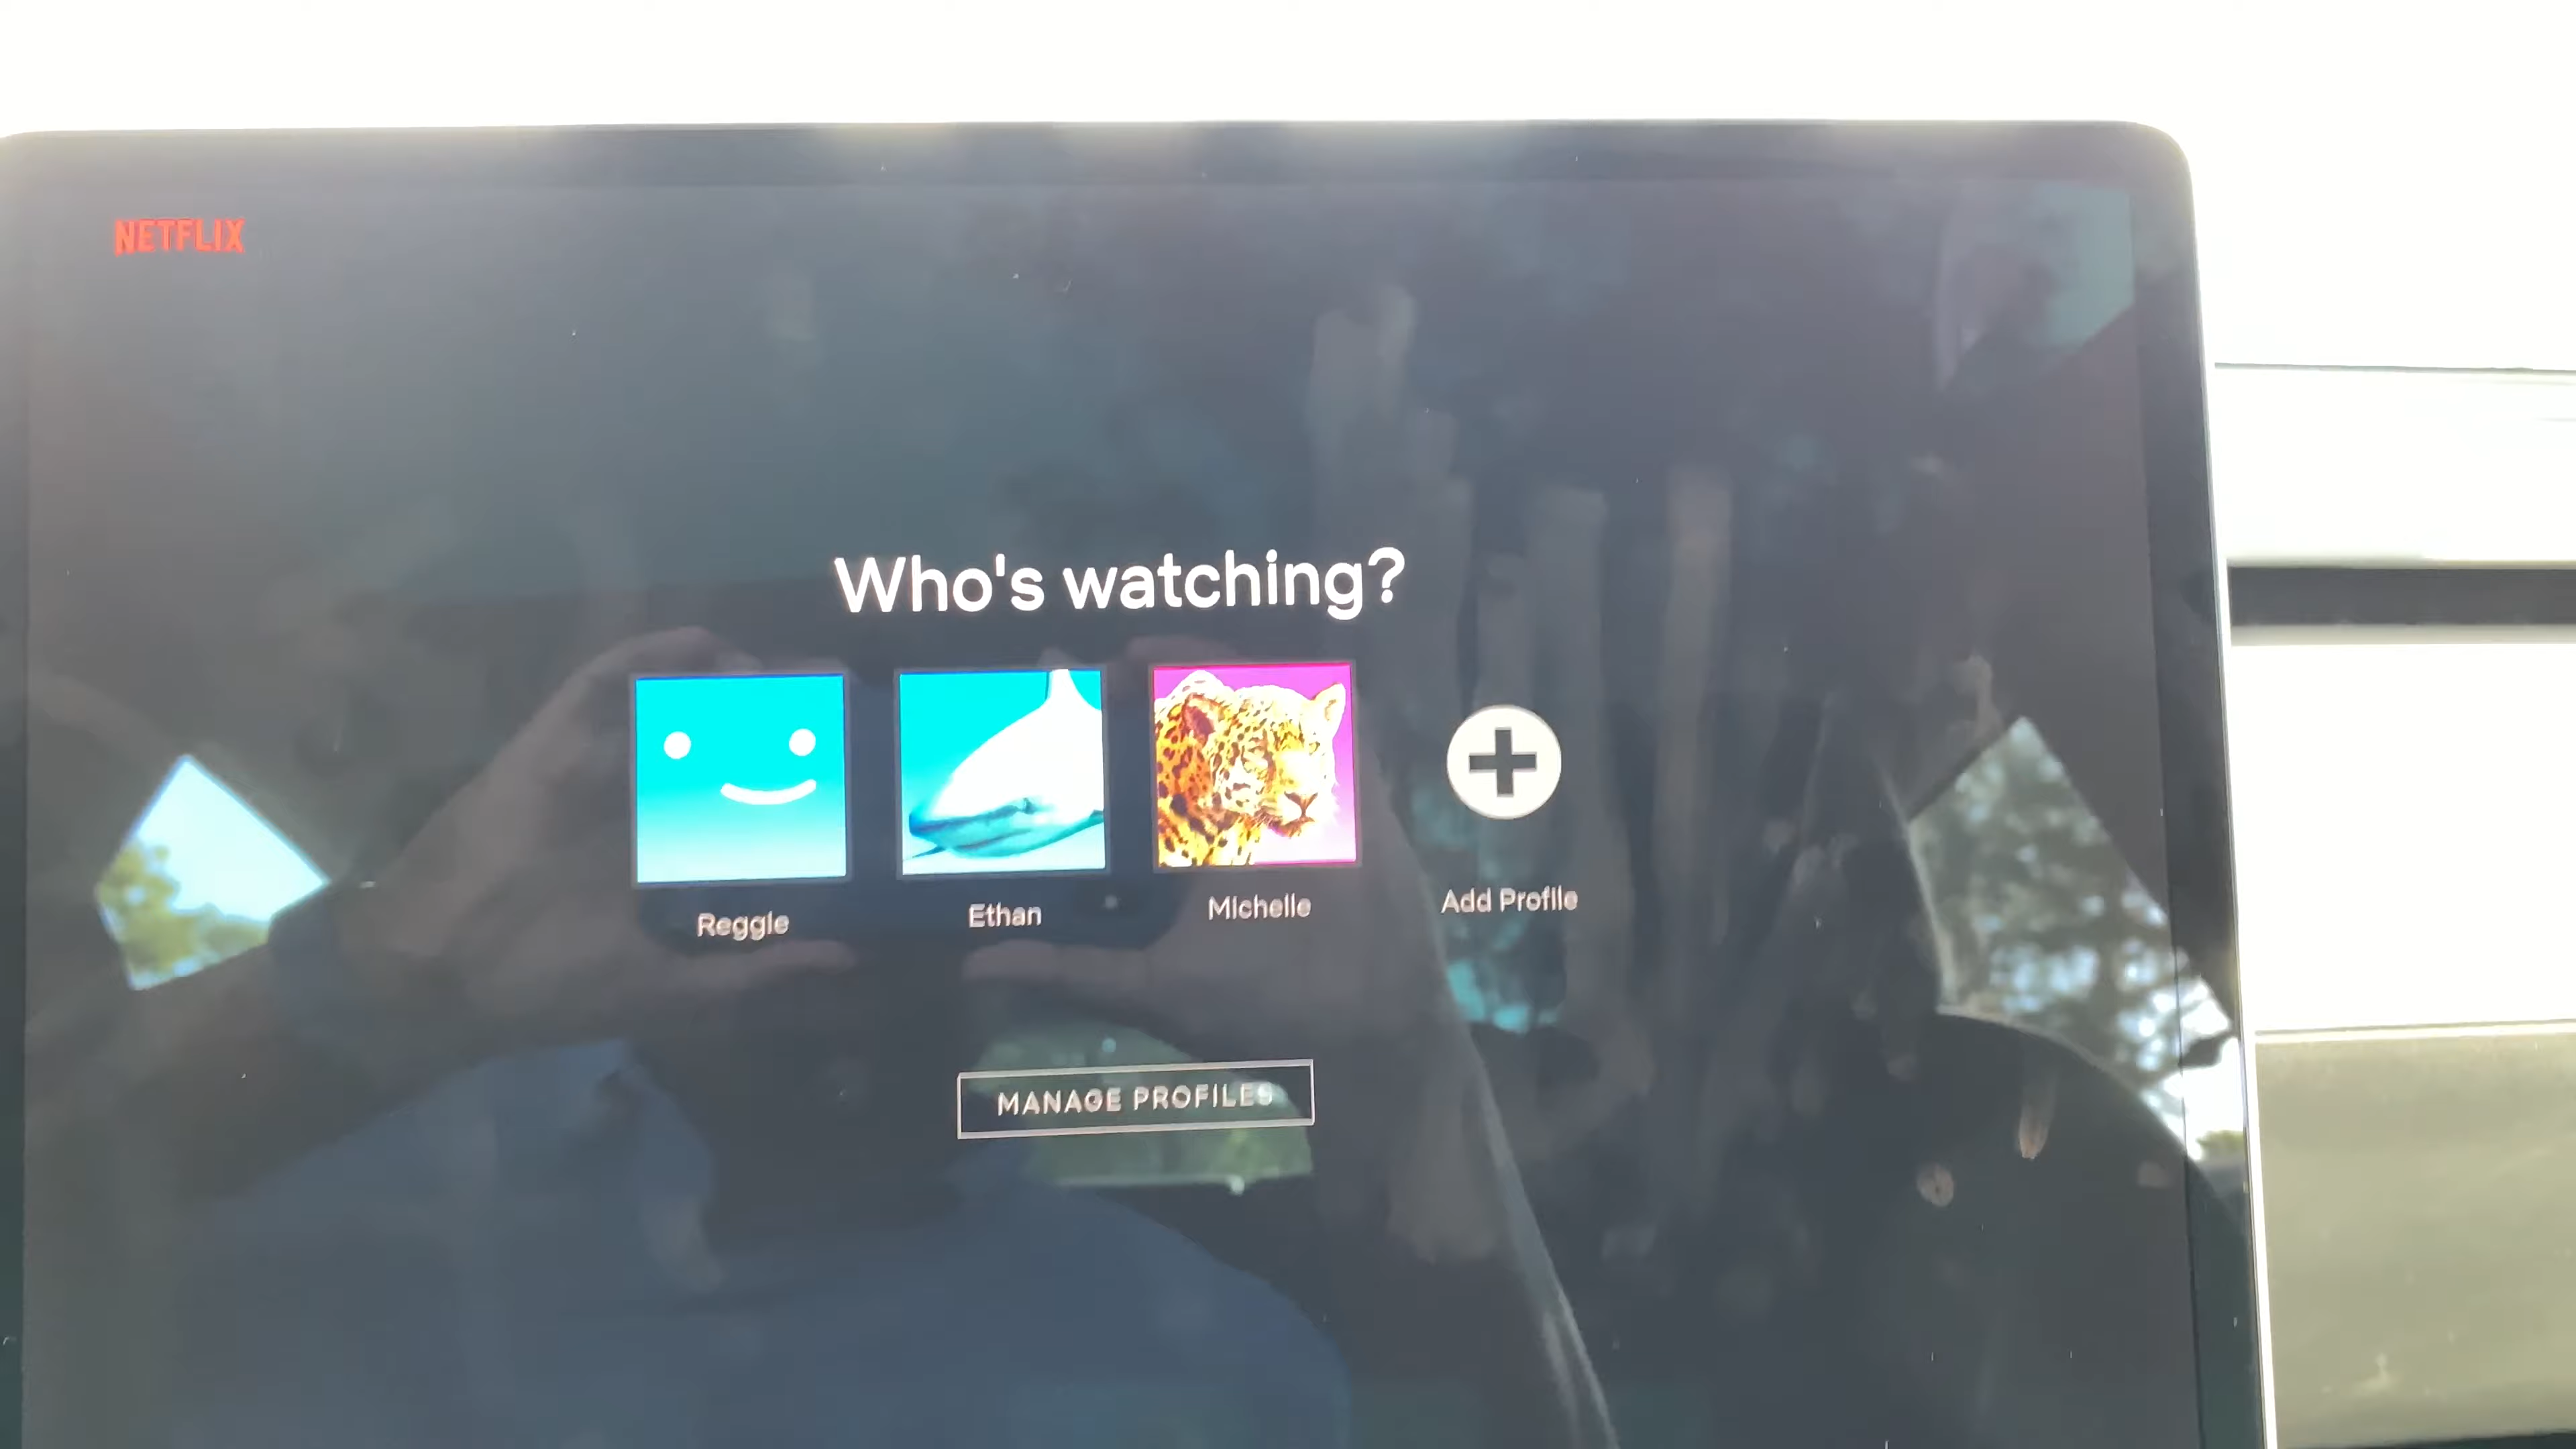 NETFLIX
Who's watching?
Reggie
Ethan
Michelle
Add Profile
MANAGE PROFILES